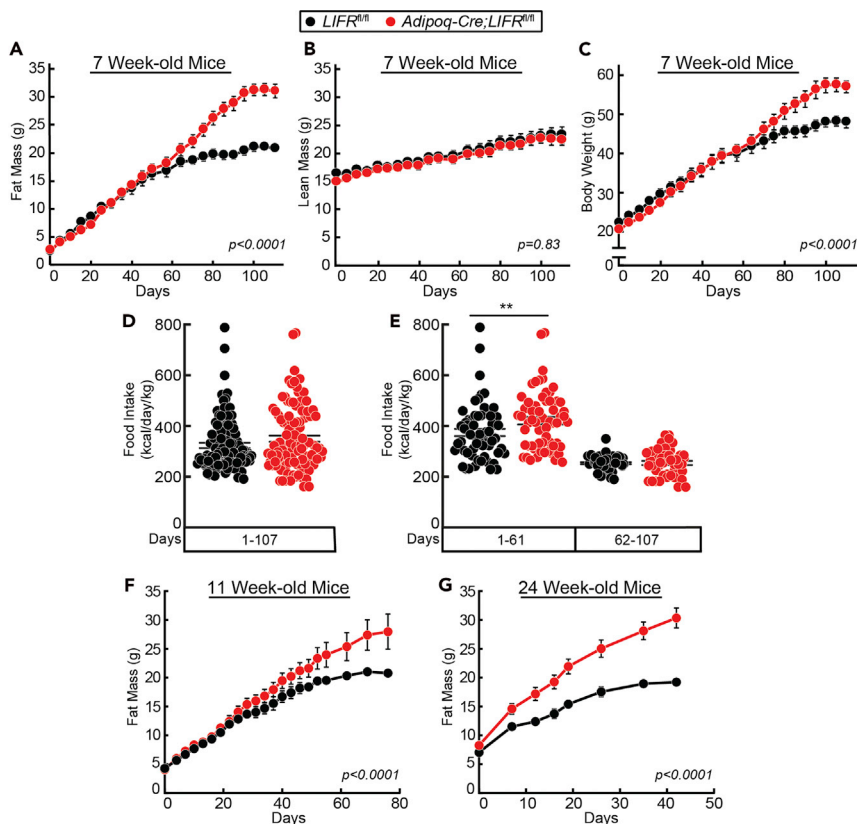 LIFRfl/fl Adipoq-Cre;LIFRfl/fl
A
7 Week-old Mice
Fat Mass (g)
35
30
25
20
15
10
5
0
0 20 40 60 80 100
Days
p<0.0001
B
7 Week-old Mice
Lean Mass (g)
35
30
25
20
15
10
5
0
0 20 40 60 80 100
Days
p=0.83
C
7 Week-old Mice
Body Weight (g)
60
50
40
30
20
0
0 20 40 60 80 100
Days
p<0.0001
D
Food Intake
(kcal/day/kg)
800
600
400
200
0
Days 1-107
E
**
Food Intake
(kcal/day/kg)
800
600
400
200
0
Days 1-61 62-107
F
11 Week-old Mice
Fat Mass (g)
35
30
25
20
15
10
5
0
0 20 40 60 80
Days
p<0.0001
G
24 Week-old Mice
Fat Mass (g)
35
30
25
20
15
10
5
0
0 10 20 30 40 50
Days
p<0.0001